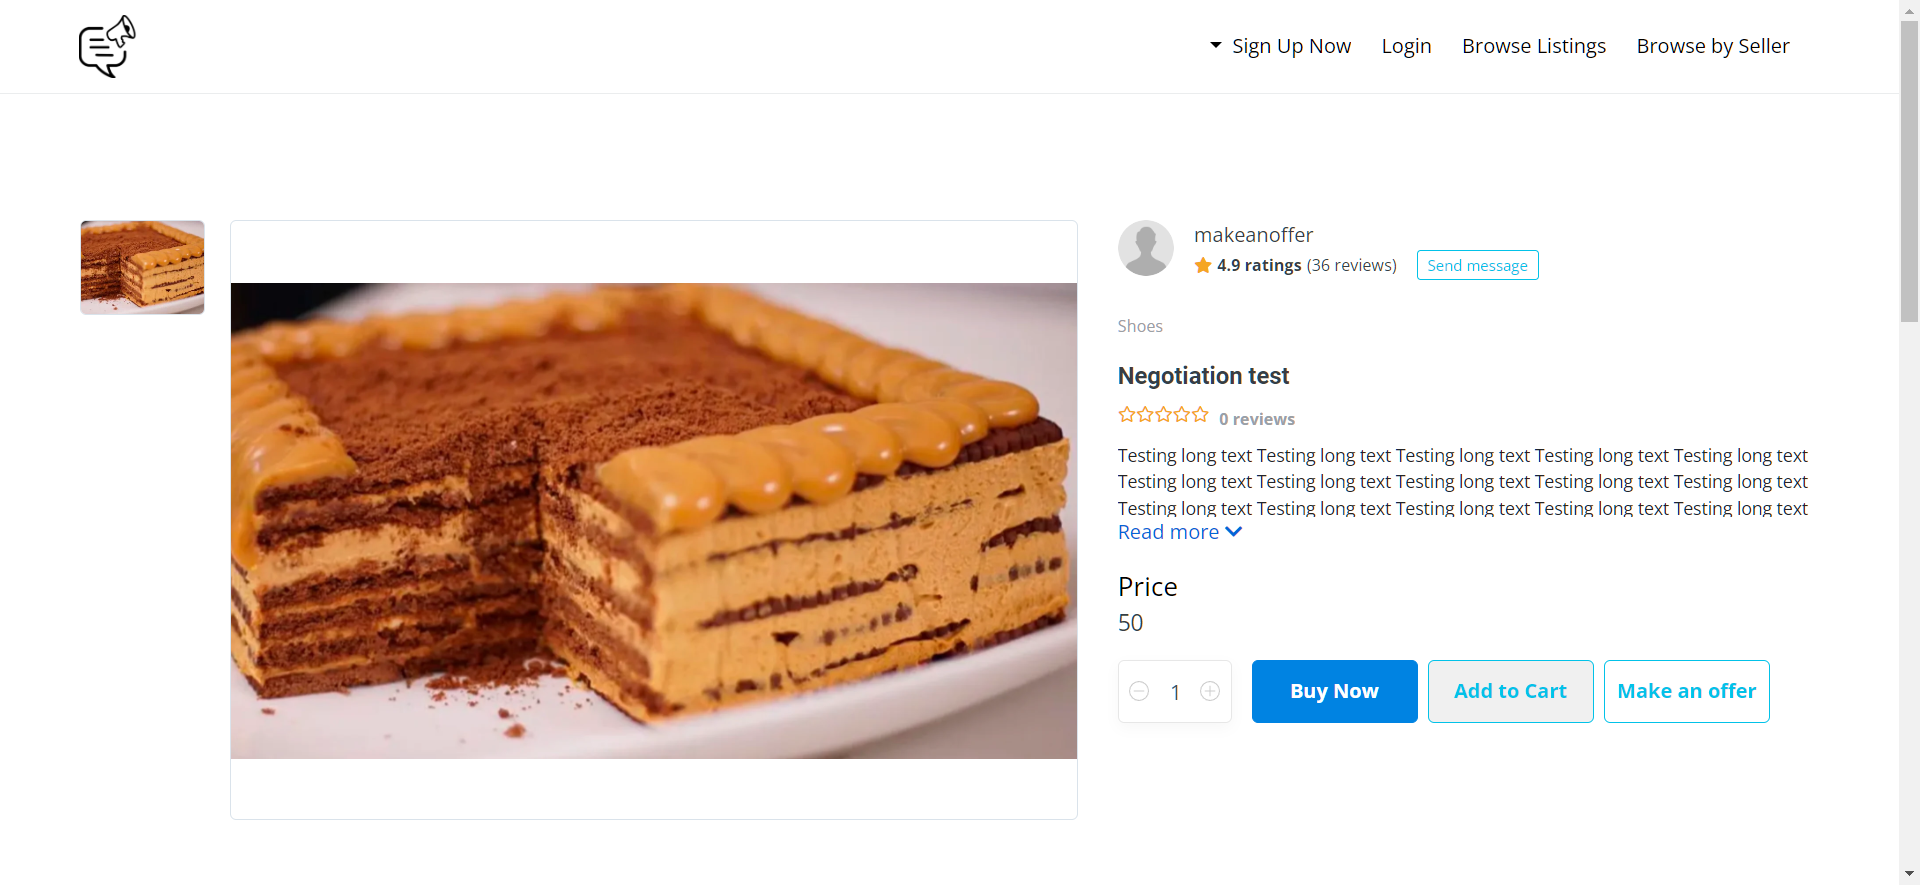 Sign Up Now Login Browse Listings Browse by Seller
makeanoffer
4.9 ratings (36 reviews) Send message
Shoes
Negotiation test
0 reviews
Testing long text Testing long text Testing long text Testing long text Testing long text
Testing long text Testing long text Testing long text Testing long text Testing long text
Testing long text Testing long text Testing long text Testing long text Testing long text
Read more
Price
50
1 Buy Now Add to Cart Make an offer